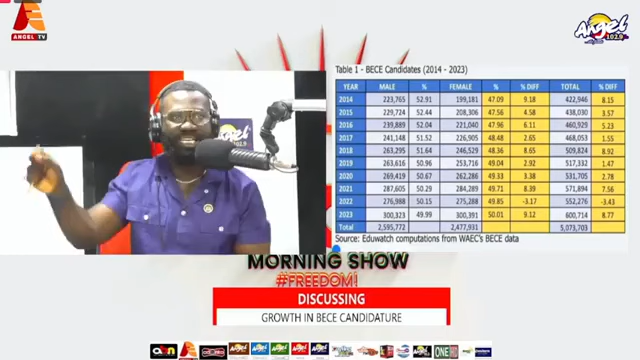 ANGEL TV
Angel
102.9
Table 1 - BECE Candidates (2014 - 2023)
YEAR MALE % FEMALE % % DIFF TOTAL % DIFF
2014 223,765 52.91 199,181 47.09 9.18 422,946 8.15
2015 229,724 52.44 208,306 47.56 4.58 438,030 3.57
2016 239,889 52.04 221,040 47.96 6.11 460,929 5.23
2017 241,148 51.52 226,905 48.48 2.65 468,053 1.55
2018 263,295 51.64 246,529 48.36 8.65 509,824 8.92
2019 263,616 50.96 253,716 49.04 2.92 517,332 1.47
2020 269,419 50.67 262,286 49.33 3.38 531,705 2.78
2021 287,605 50.29 284,289 49.71 8.39 571,894 7.56
2022 276,988 50.15 275,288 49.85 -3.17 552,276 -3.43
2023 300,323 49.99 300,391 50.01 9.12 600,714 8.77
Total 2,595,772 2,477,931 5,073,703
Source: Eduwatch computations from WAEC's BECE data
MORNING SHOW
#FREEDOM!
DISCUSSING
GROWTH IN BECE CANDIDATURE